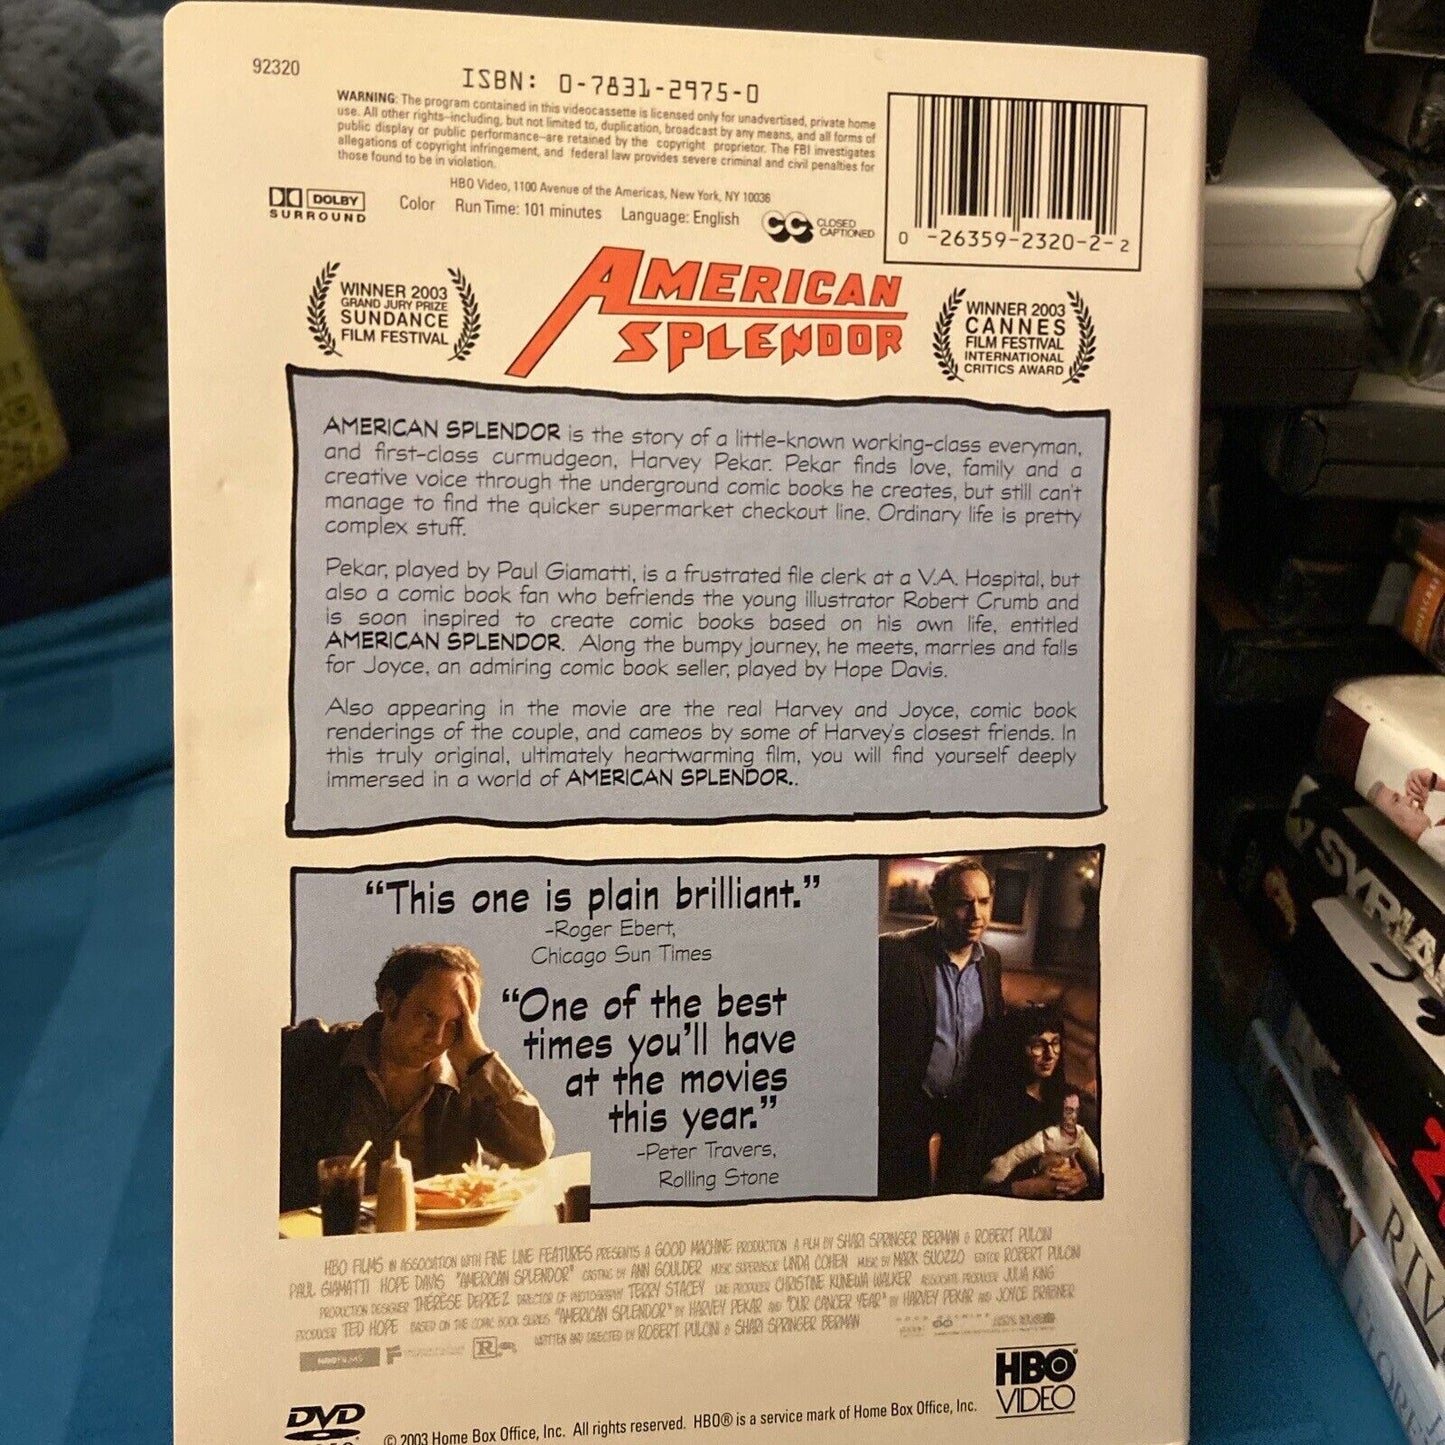 92320
ISBN: 0-7831-2975-0
WARNING: The program contained in this videocassette is licensed only for unadvertised, private home
use. All other rights–including, but not limited to, duplication, broadcast by any means, and all forms of
public display or public performance–are retained by the copyright proprietor. The FBI investigates
allegations of copyright infringement, and federal law provides severe criminal and civil penalties for
those found to be in violation.
HBO Video, 1100 Avenue of the Americas, New York, NY 10036
DOLBY
SURROUND
Color Run Time: 101 minutes Language: English
CC CLOSED
CAPTIONED
0 -26359-2320-2- 2
WINNER 2003
GRAND JURY PRIZE
SUNDANCE
FILM FESTIVAL
AMERICAN
SPLENDOR
WINNER 2003
CANNES
FILM FESTIVAL
INTERNATIONAL
CRITICS AWARD
AMERICAN SPLENDOR is the story of a little-known working-class everyman,
and first-class curmudgeon, Harvey Pekar. Pekar finds love, family and a
creative voice through the underground comic books he creates, but still can't
manage to find the quicker supermarket checkout line. Ordinary life is pretty
complex stuff.
Pekar, played by Paul Giamatti, is a frustrated file clerk at a V.A. Hospital, but
also a comic book fan who befriends the young illustrator Robert Crumb and
is soon inspired to create comic books based on his own life, entitled
AMERICAN SPLENDOR. Along the bumpy journey, he meets, marries and falls
for Joyce, an admiring comic book seller, played by Hope Davis.
Also appearing in the movie are the real Harvey and Joyce, comic book
renderings of the couple, and cameos by some of Harvey's closest friends. In
this truly original, ultimately heartwarming film, you will find yourself deeply
immersed in a world of AMERICAN SPLENDOR..
"This one is plain brilliant."
-Roger Ebert,
Chicago Sun Times
"One of the best
times you'll have
at the movies
this year."
-Peter Travers,
Rolling Stone
HBO FILMS IN ASSOCIATION WITH FINE LINE FEATURES PRESENTS A GOOD MACHINE PRODUCTION A FILM BY SHARI SPRINGER BERMAN & ROBERT PULCINI
PAUL GIAMATTI HOPE DAVIS "AMERICAN SPLENDOR" CASTING BY ANN GOULDER MUSIC SUPERVISOR LINDA COHEN MUSIC BY MARK SUOZZO EDITOR ROBERT PULCINI
PRODUCTION DESIGNER THÉRÈSE DEPREZ DIRECTOR OF PHOTOGRAPHY TERRY STACEY LINE PRODUCER CHRISTINE KUNEWA WALKER ASSOCIATE PRODUCER JULIA KING
PRODUCER TED HOPE BASED ON THE COMIC BOOK SERIES "AMERICAN SPLENDOR" BY HARVEY PEKAR AND "OUR CANCER YEAR" BY HARVEY PEKAR AND JOYCE BRABNER
WRITTEN AND DIRECTED BY ROBERT PULCINI & SHARI SPRINGER BERMAN
R
HBO
VIDEO
DVD
© 2003 Home Box Office, Inc. All rights reserved. HBO® is a service mark of Home Box Office, Inc.
SYRIA
RIV